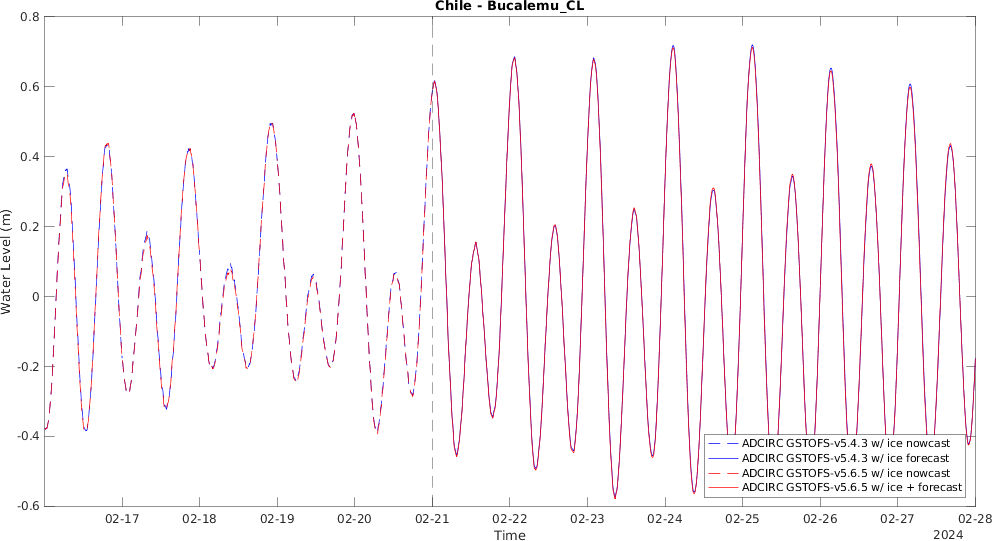 Chile - Bucalemu_CL
Water Level (m)
0.8
0.6
0.4
0.2
0
-0.2
-0.4
-0.6
ADCIRC GSTOFS-v5.4.3 w/ ice nowcast
ADCIRC GSTOFS-v5.4.3 w/ ice forecast
ADCIRC GSTOFS-v5.6.5 w/ ice nowcast
ADCIRC GSTOFS-v5.6.5 w/ ice + forecast
02-17 02-18 02-19 02-20 02-21 02-22 02-23 02-24 02-25 02-26 02-27 02-28
Time
2024